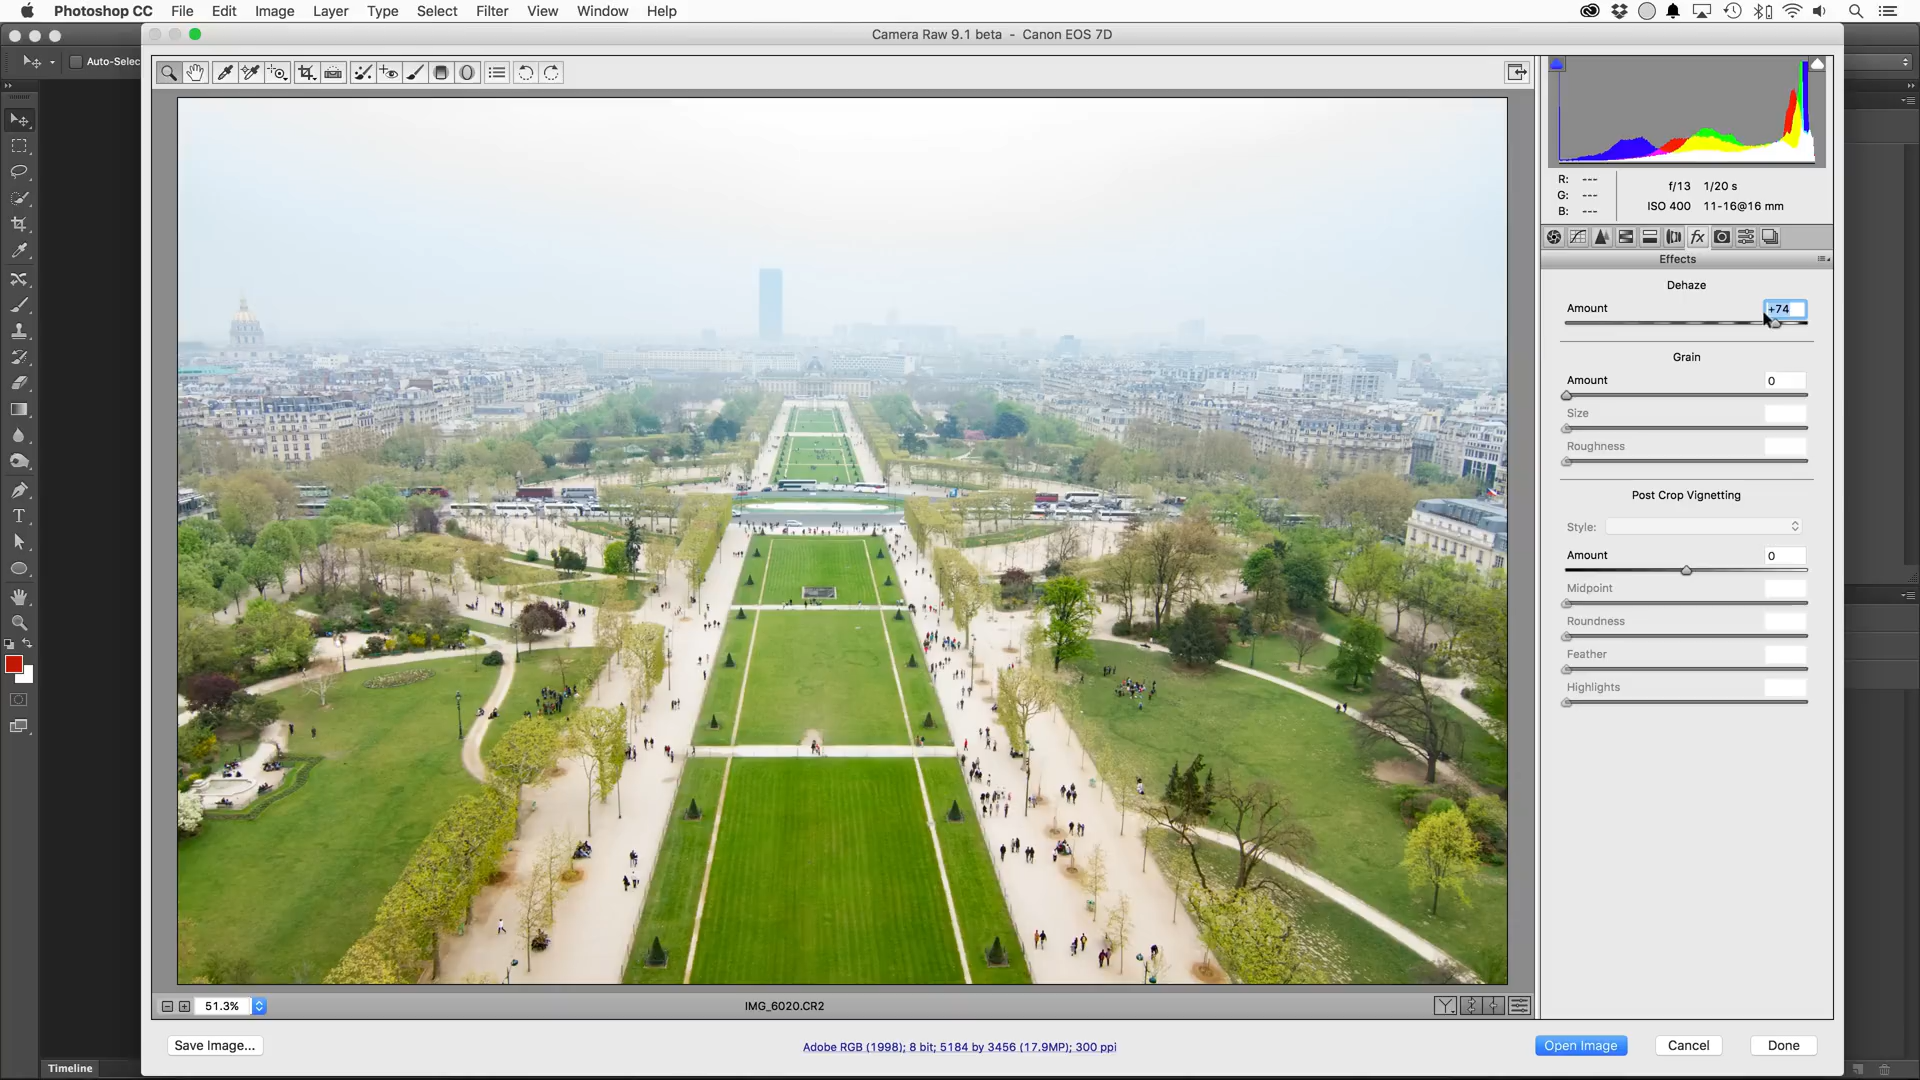 Photoshop CC File Edit Image Layer Type Select Filter View Window Help
Camera Raw 9.1 beta - Canon EOS 7D
Auto-Selec
R: ---
G: ---
B: ---
f/13 1/20 s
ISO 400 11-16@16 mm
fx
Effects
Dehaze
Amount +74
Grain
Amount 0
Size
Roughness
Post Crop Vignetting
Style:
Amount 0
Midpoint
Roundness
Feather
Highlights
T
51.3%
IMG_6020.CR2
Y
Save Image...
Adobe RGB (1998); 8 bit; 5184 by 3456 (17.9MP); 300 ppi
Open Image Cancel Done
Timeline